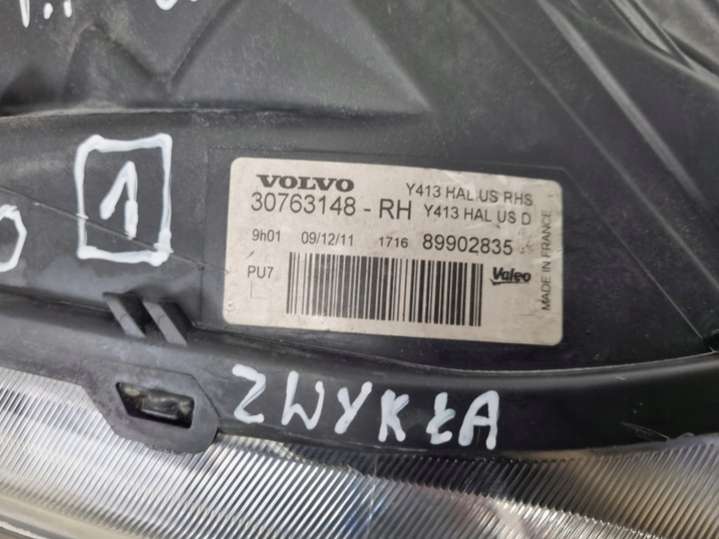 1
VOLVO Y413 HAL US RHS
30763148 - RH Y413 HAL US D
9h01 09/12/11 1716 89902835
PU7
Valeo
MADE IN FRANCE
ZWYKŁA